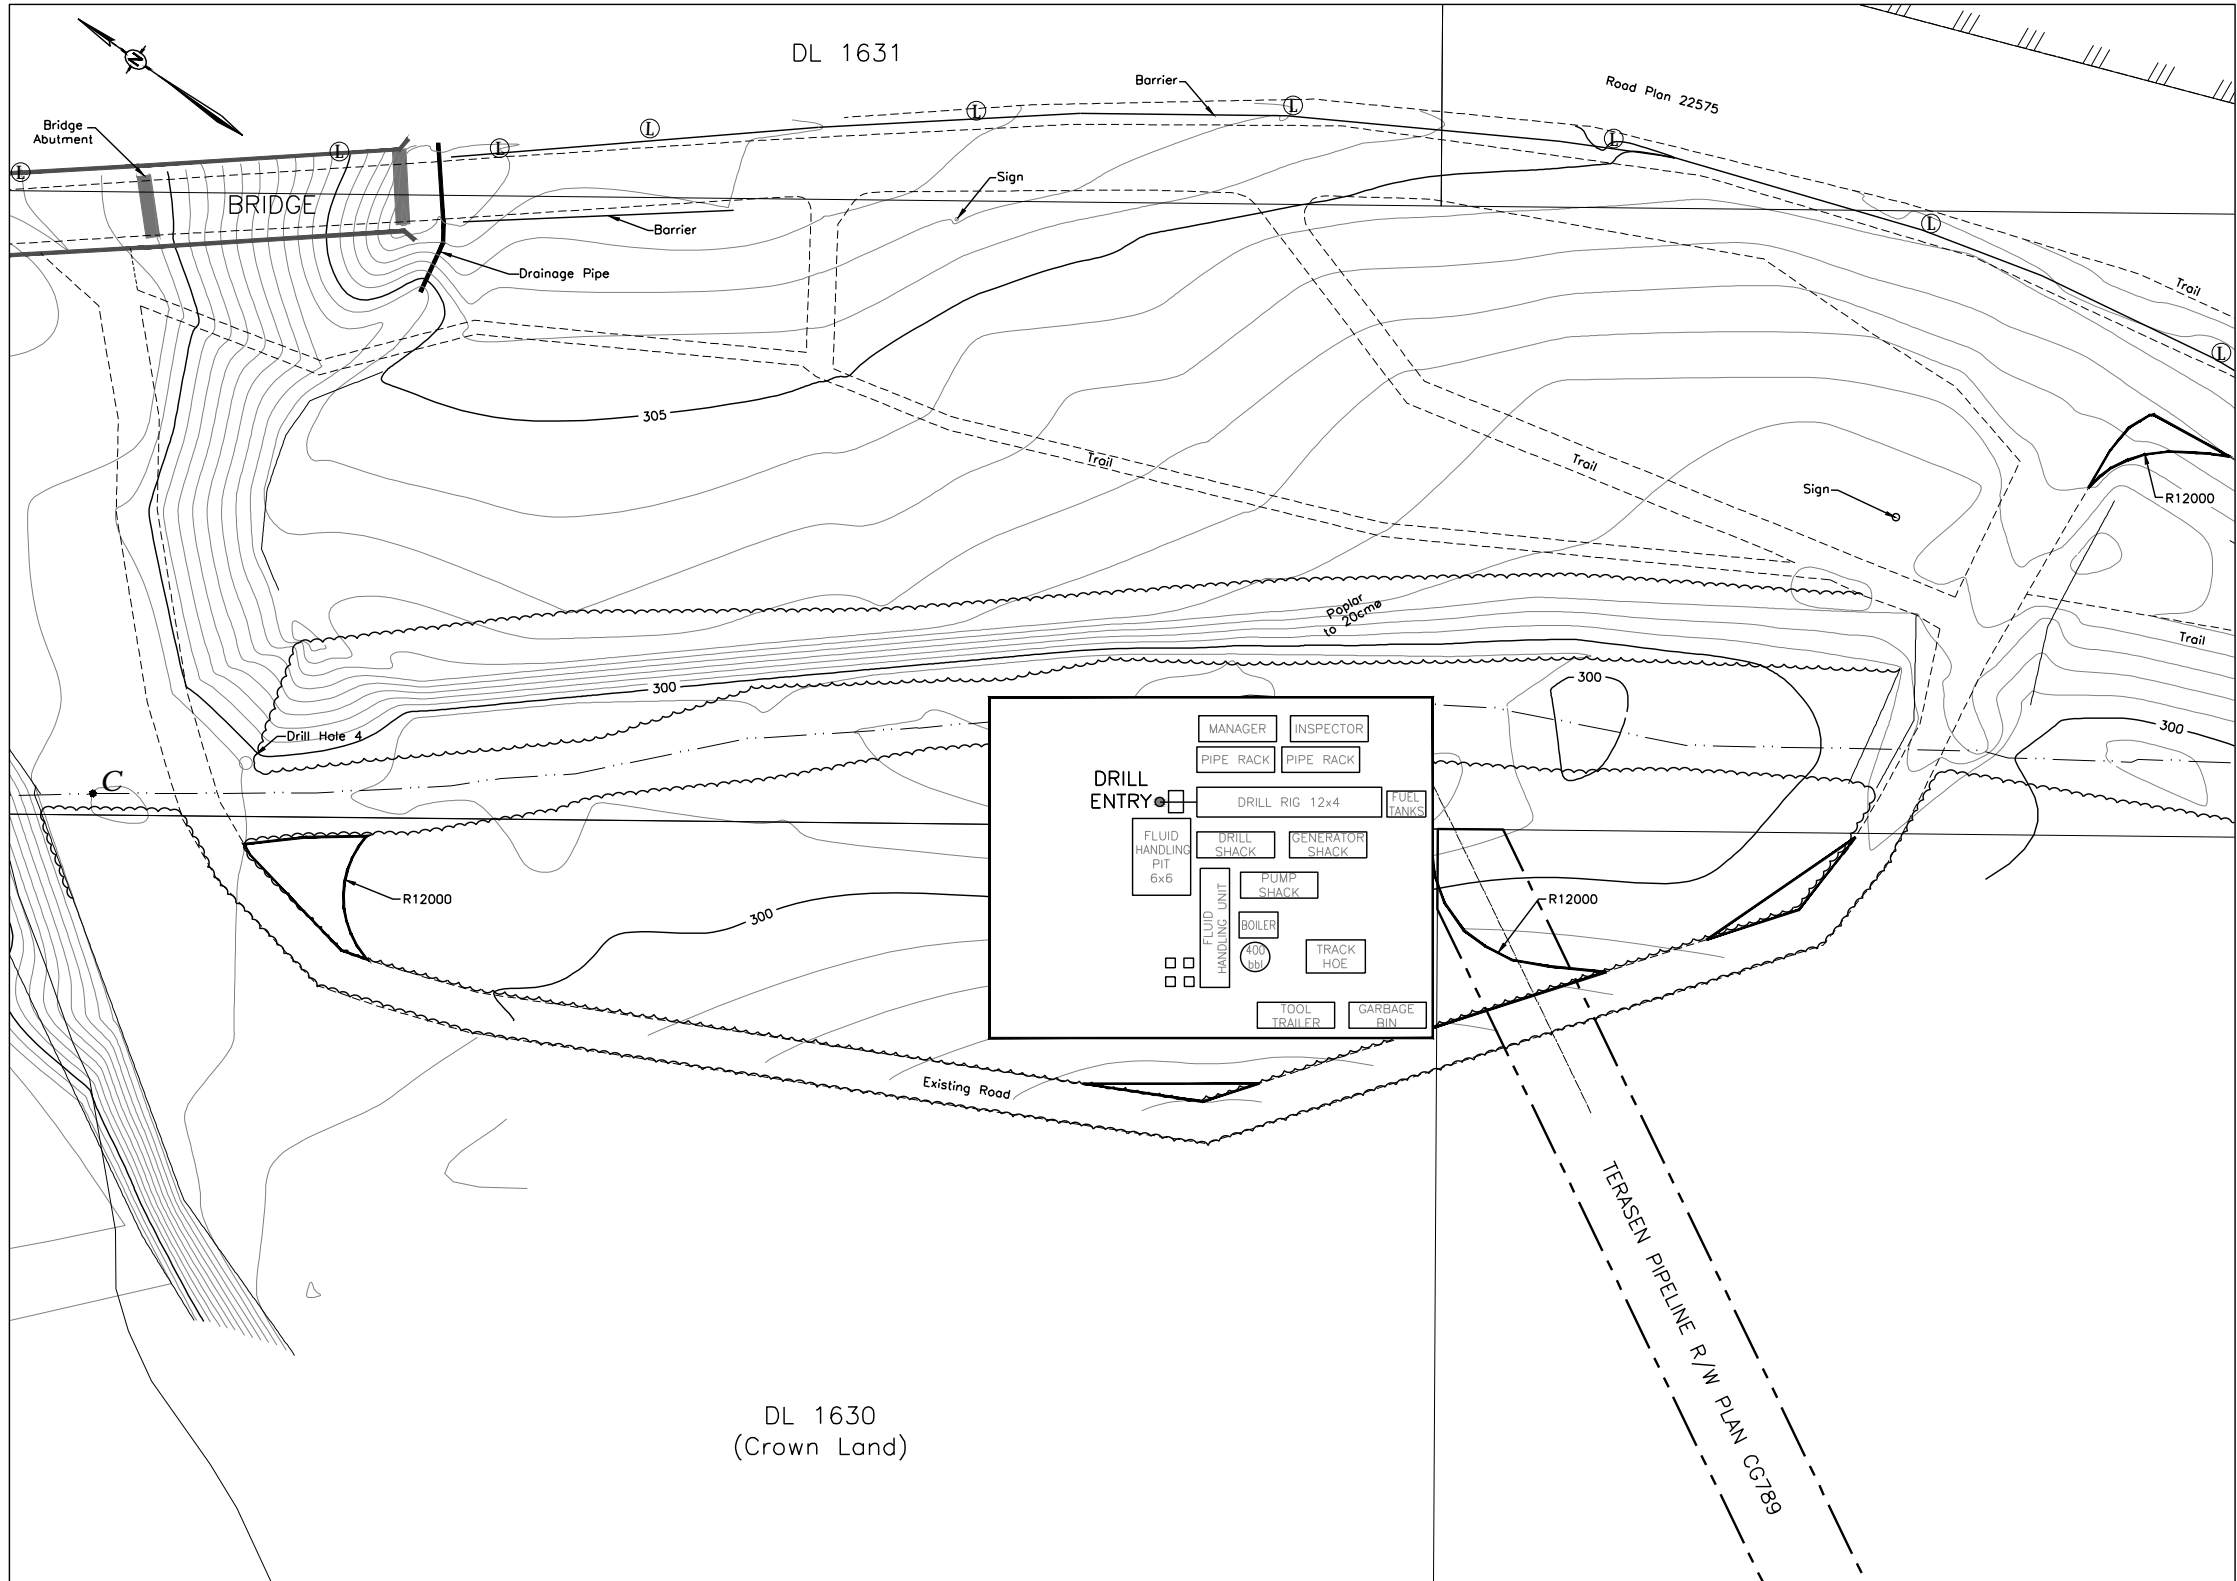 N
DL 1631
Barrier
Road Plan 22575
Bridge
Abutment
L
L
L
L
L
L
L
L
L
BRIDGE
Sign
Barrier
Drainage Pipe
Trail
305
Trail
Trail
Sign
R12000
Poplar
to 20cmø
Trail
300
300
300
Drill Hole 4
C
MANAGER
INSPECTOR
PIPE RACK
PIPE RACK
DRILL
ENTRY
DRILL RIG 12x4
FUEL
TANKS
FLUID
HANDLING
PIT
6x6
DRILL
SHACK
GENERATOR
SHACK
PUMP
SHACK
FLUID
HANDLING UNIT
BOILER
400
bbl
TRACK
HOE
TOOL
TRAILER
GARBAGE
BIN
R12000
R12000
300
Existing Road
TERASEN PIPELINE R/W PLAN CG789
DL 1630
(Crown Land)